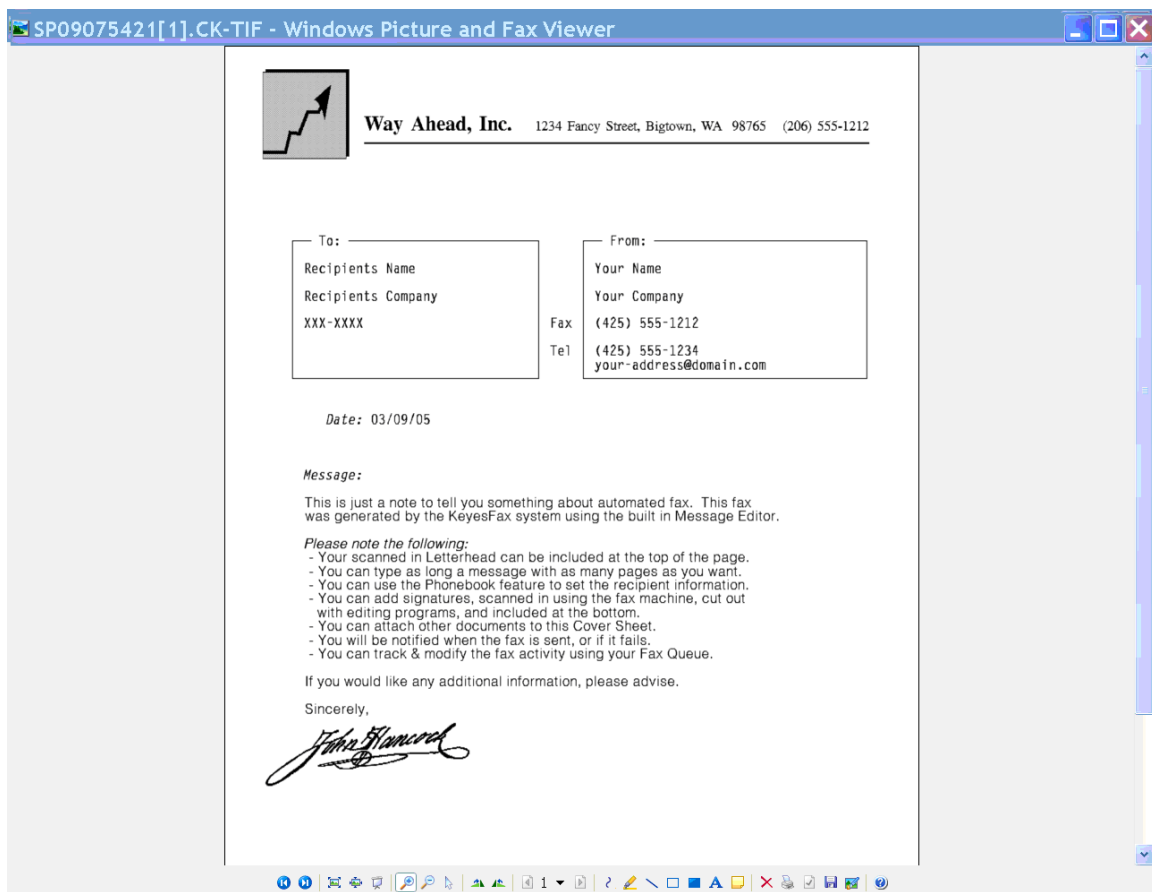 SP09075421[1].CK-TIF - Windows Picture and Fax Viewer
Way Ahead, Inc. 1234 Fancy Street, Bigtown, WA 98765 (206) 555-1212
To:
Recipients Name
Recipients Company
XXX-XXXX
From:
Your Name
Your Company
Fax (425) 555-1212
Tel (425) 555-1234
your-address@domain.com
Date: 03/09/05
Message:
This is just a note to tell you something about automated fax. This fax
was generated by the KeyesFax system using the built in Message Editor.
Please note the following:
- Your scanned in Letterhead can be included at the top of the page.
- You can type as long a message with as many pages as you want.
- You can use the Phonebook feature to set the recipient information.
- You can add signatures, scanned in using the fax machine, cut out
with editing programs, and included at the bottom.
- You can attach other documents to this Cover Sheet.
- You will be notified when the fax is sent, or if it fails.
- You can track & modify the fax activity using your Fax Queue.
If you would like any additional information, please advise.
Sincerely,
John Hancock
1
A